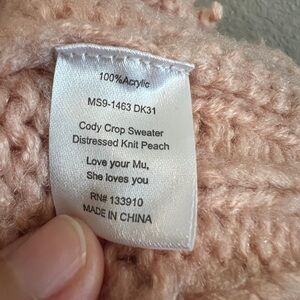 100%Acrylic
MS9-1463 DK31
Cody Crop Sweater
Distressed Knit Peach
Love your Mu,
She loves you
RN# 133910
MADE IN CHINA